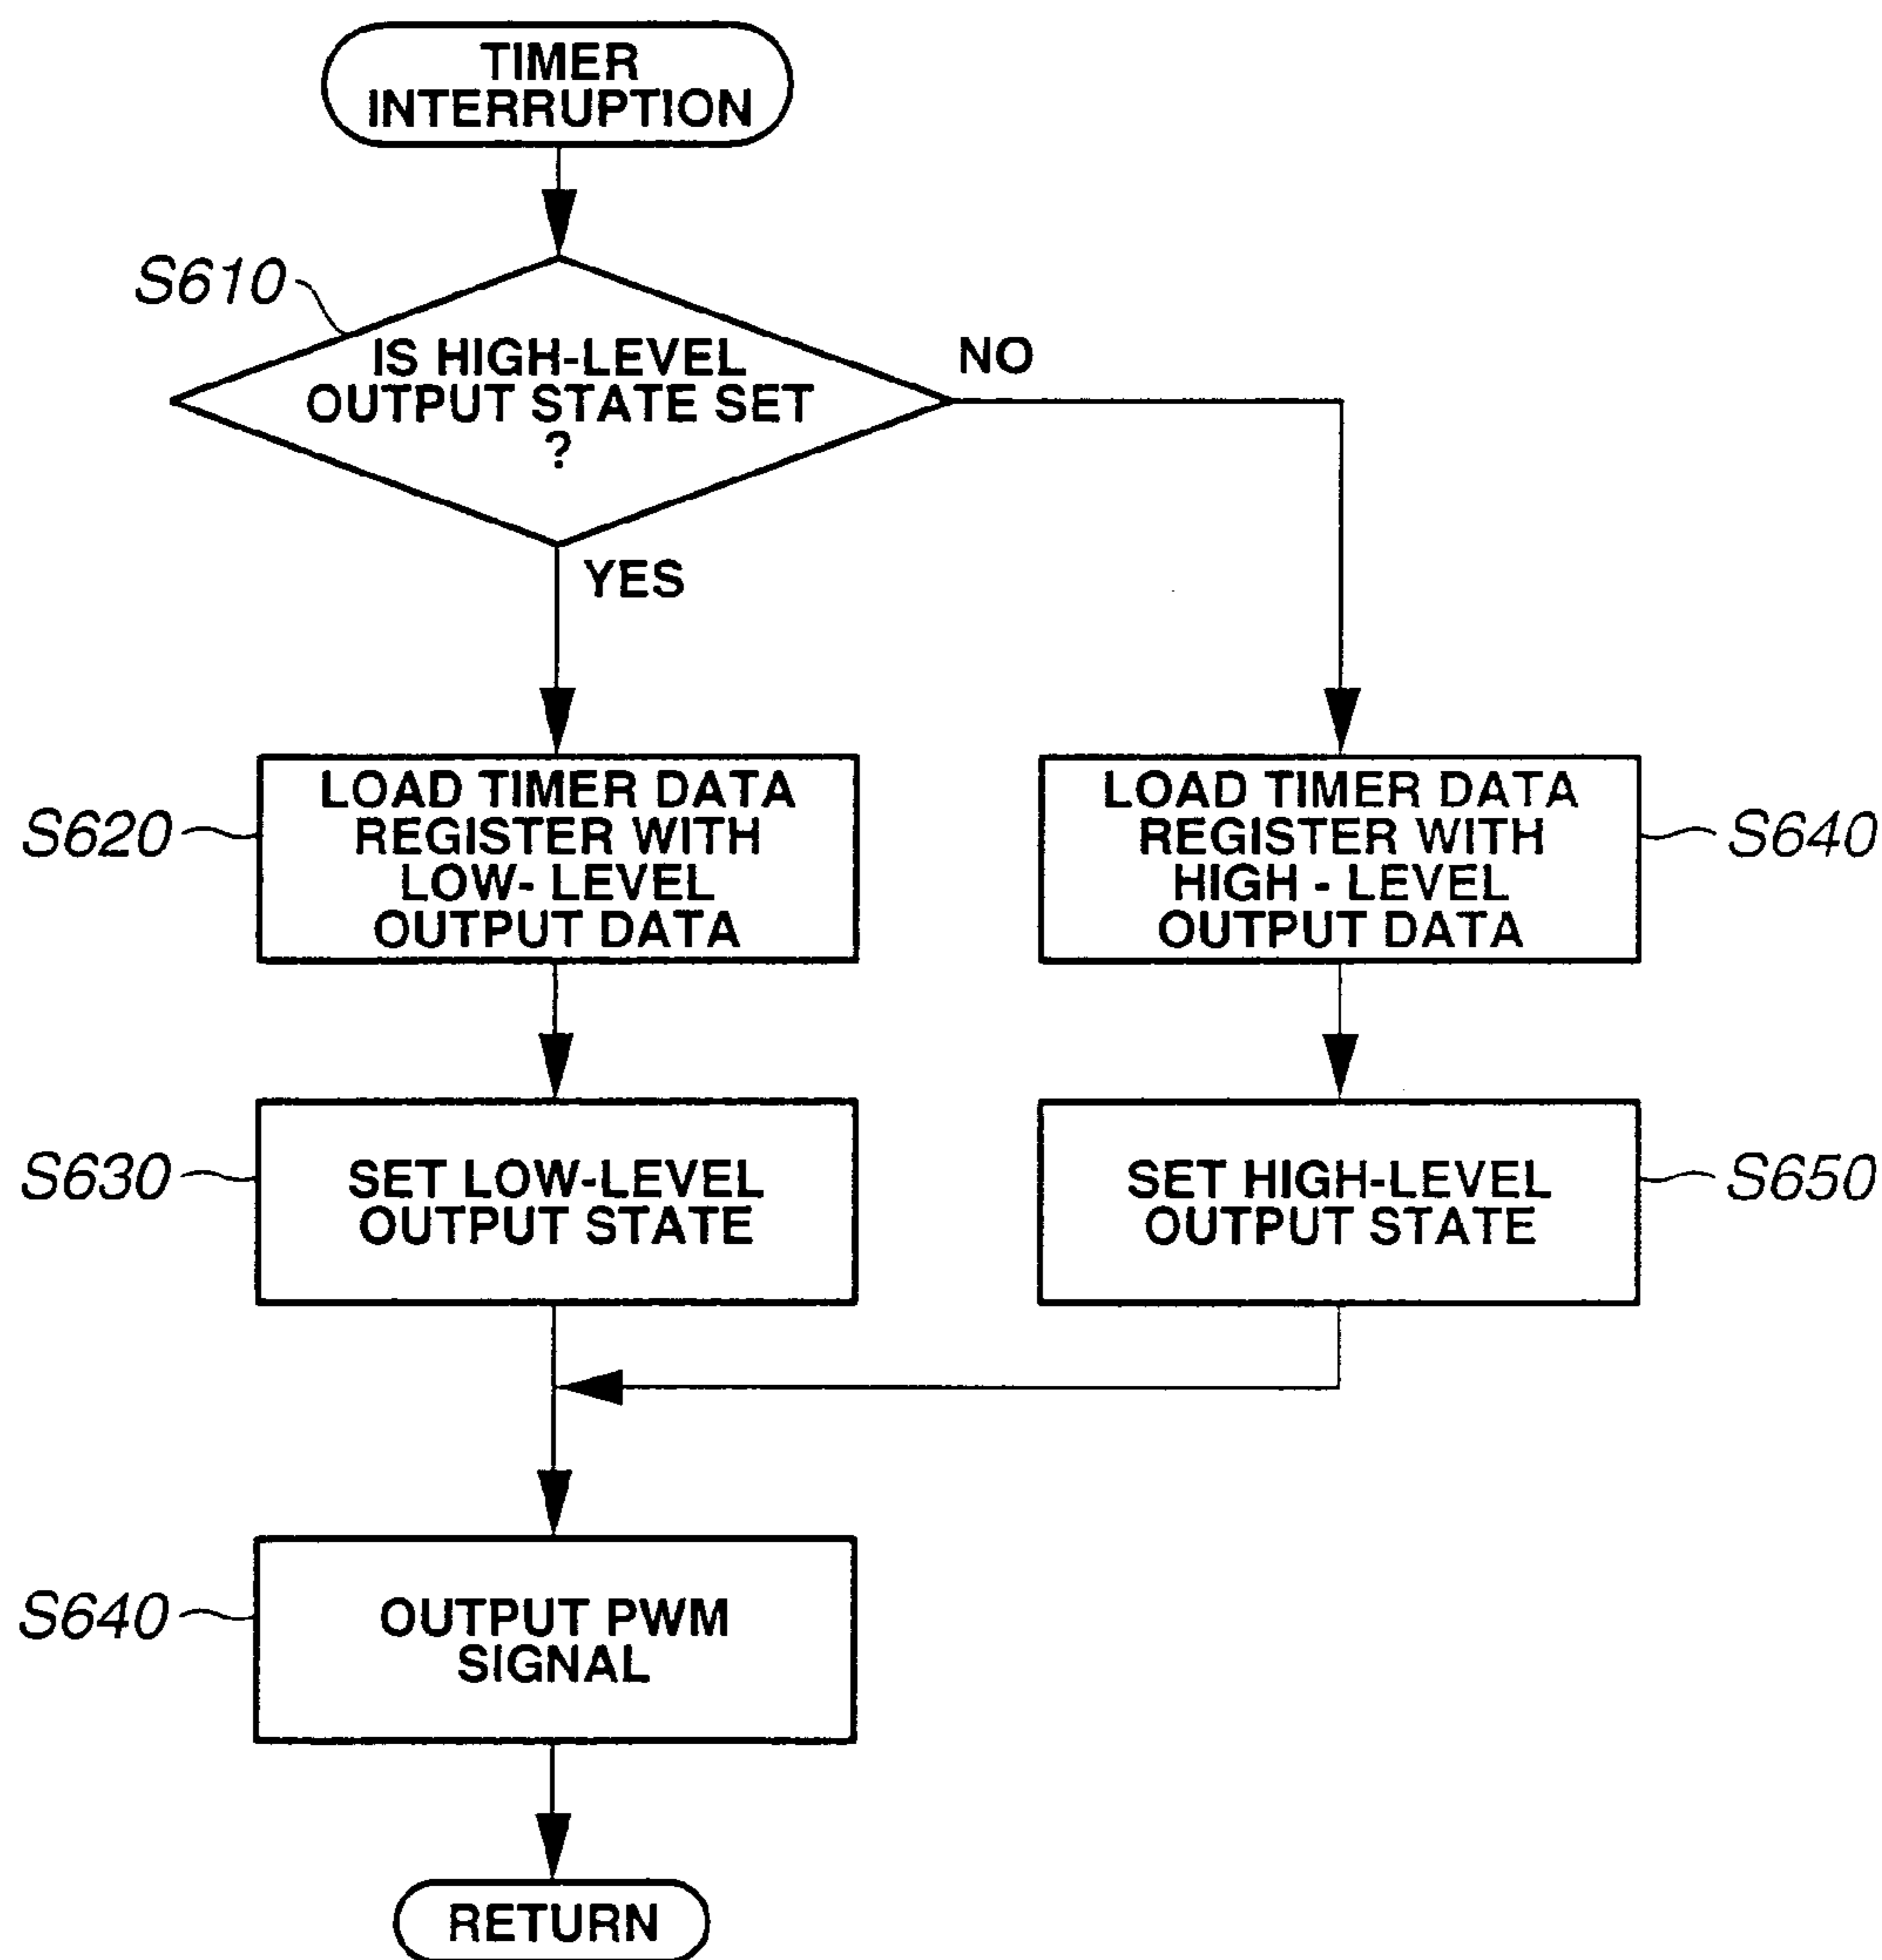 TIMER
INTERRUPTION
S610
IS HIGH-LEVEL
OUTPUT STATE SET
?
NO
YES
S620
LOAD TIMER DATA
REGISTER WITH
LOW- LEVEL
OUTPUT DATA
LOAD TIMER DATA
REGISTER WITH
HIGH - LEVEL
OUTPUT DATA
S640
S630
SET LOW-LEVEL
OUTPUT STATE
SET HIGH-LEVEL
OUTPUT STATE
S650
S640
OUTPUT PWM
SIGNAL
RETURN